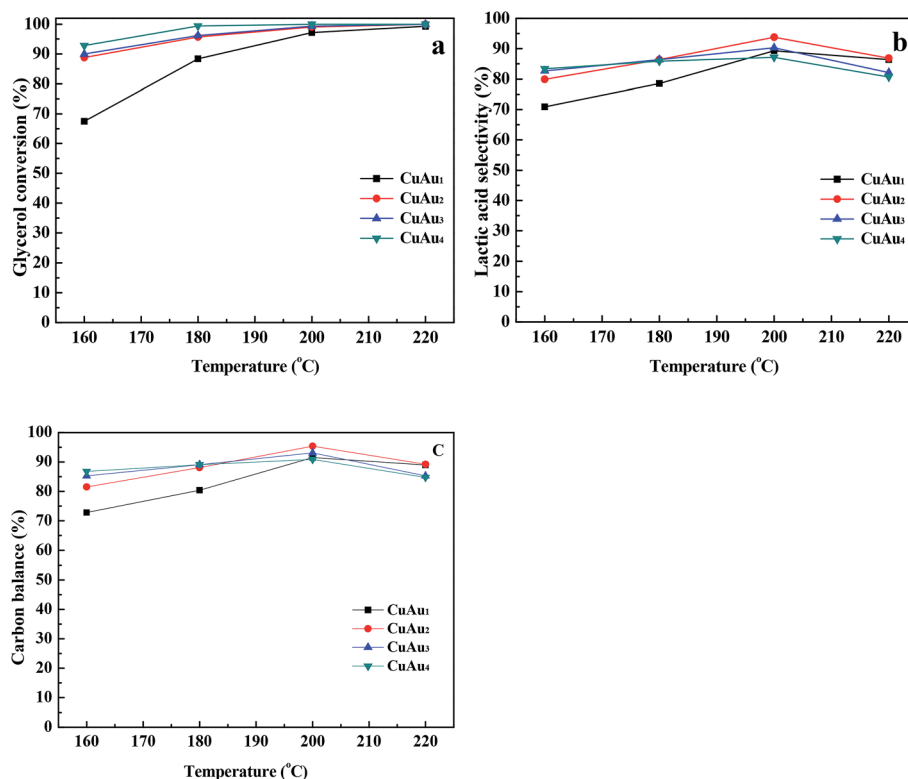 a
Glycerol conversion (%)
100
90
80
70
60
50
40
30
20
10
0
CuAu1
CuAu2
CuAu3
CuAu4
160 170 180 190 200 210 220
Temperature (°C)
b
Lactic acid selectivity (%)
100
90
80
70
60
50
40
30
20
10
0
CuAu1
CuAu2
CuAu3
CuAu4
160 170 180 190 200 210 220
Temperature (°C)
C
Carbon balance (%)
100
90
80
70
60
50
40
30
20
10
0
CuAu1
CuAu2
CuAu3
CuAu4
160 170 180 190 200 210 220
Temperature (°C)